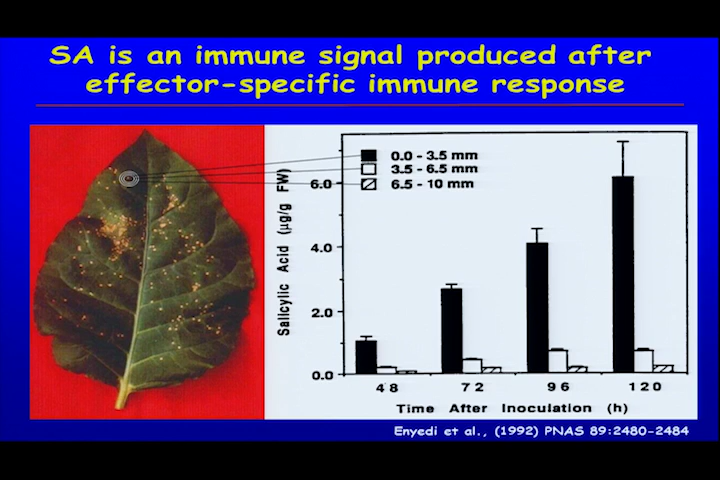 SA is an immune signal produced after
effector-specific immune response
0.0 - 3.5 mm
3.5 - 6.5 mm
6.5 - 10 mm
Salicylic Acid (µg/g FW)
6.0
4.0
2.0
0.0
48 72 96 120
Time After Inoculation (h)
Enyedi et al., (1992) PNAS 89:2480-2484